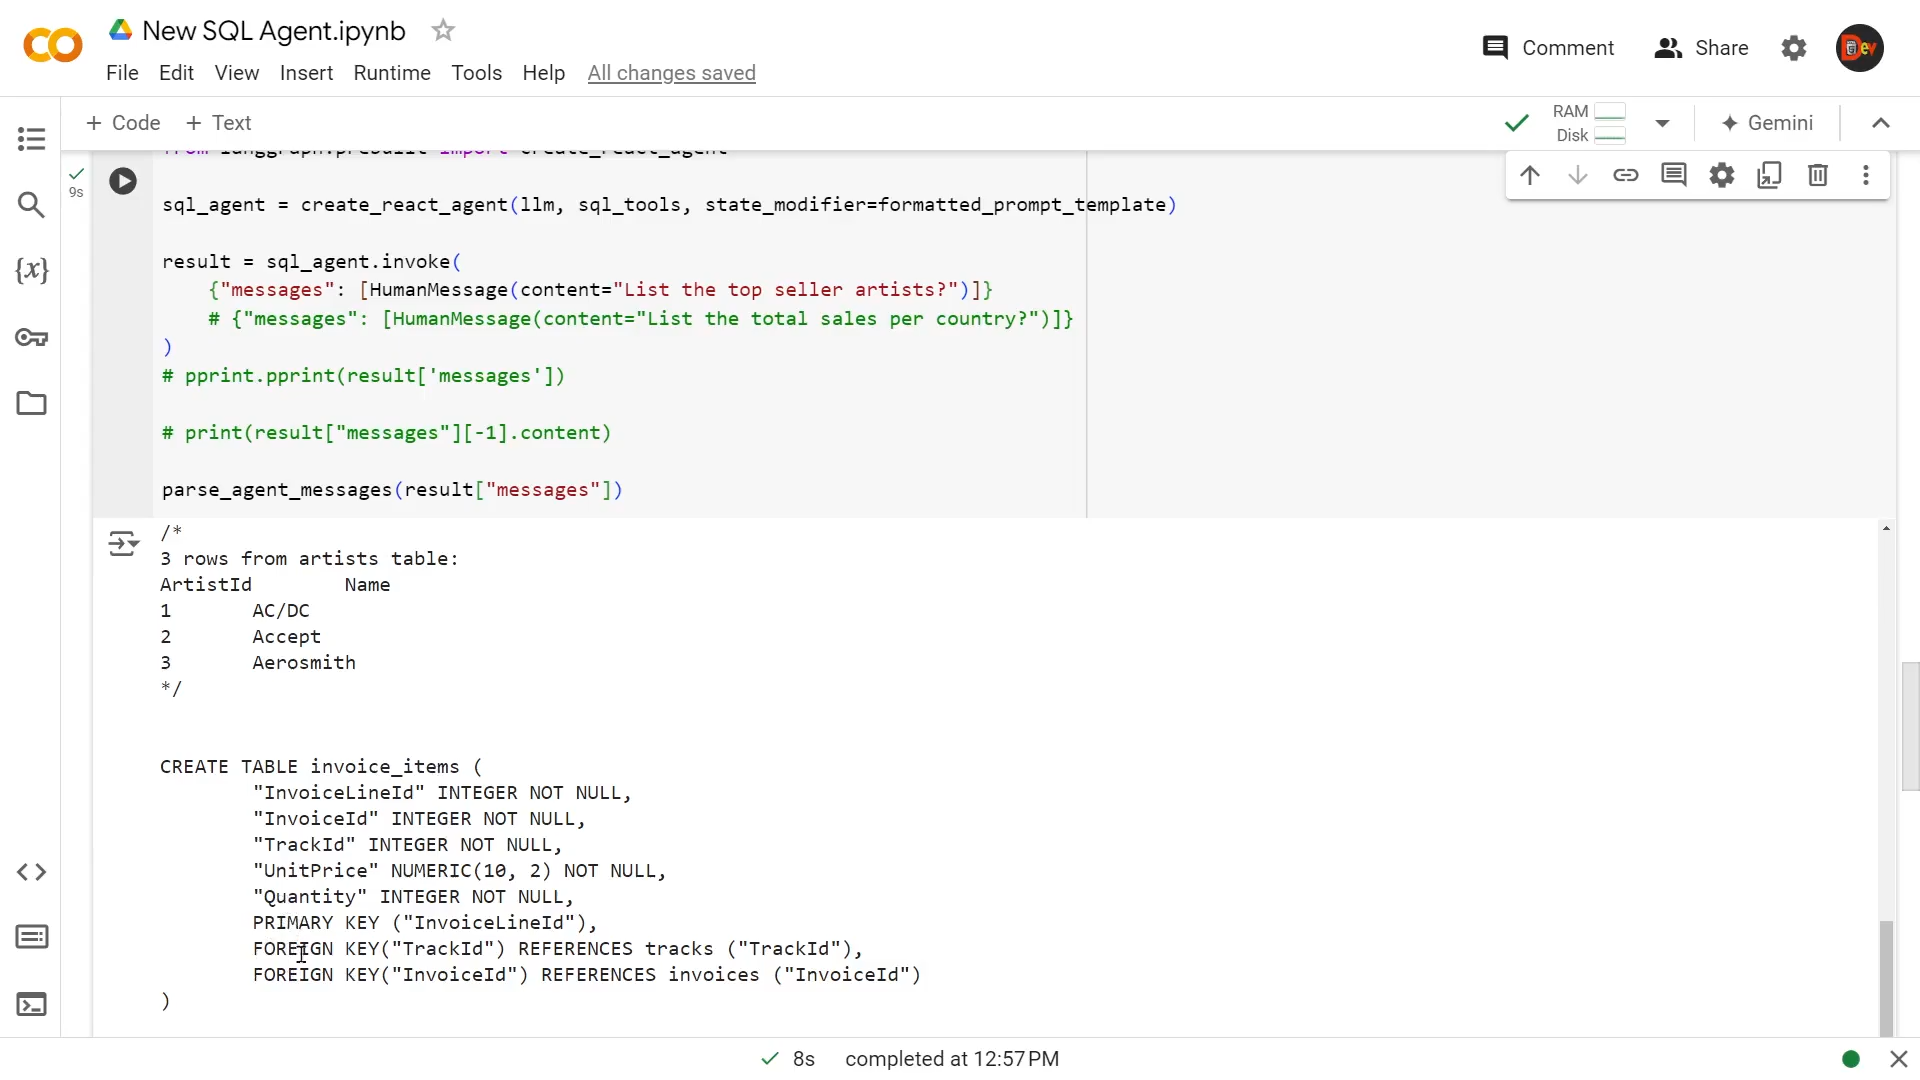 New SQL Agent.ipynb
Comment
Share
Dev
File Edit View Insert Runtime Tools Help All changes saved
+ Code + Text
RAM
Disk
Gemini
from langgraph.prebuilt import create_react_agent
9s
sql_agent = create_react_agent(llm, sql_tools, state_modifier=formatted_prompt_template)
result = sql_agent.invoke(
{"messages": [HumanMessage(content="List the top seller artists?")]}
# {"messages": [HumanMessage(content="List the total sales per country?")]}
)
# pprint.pprint(result['messages'])
# print(result["messages"][-1].content)
parse_agent_messages(result["messages"])
/*
3 rows from artists table:
ArtistId Name
1 AC/DC
2 Accept
3 Aerosmith
*/
CREATE TABLE invoice_items (
"InvoiceLineId" INTEGER NOT NULL,
"InvoiceId" INTEGER NOT NULL,
"TrackId" INTEGER NOT NULL,
"UnitPrice" NUMERIC(10, 2) NOT NULL,
"Quantity" INTEGER NOT NULL,
PRIMARY KEY ("InvoiceLineId"),
FOREIGN KEY("TrackId") REFERENCES tracks ("TrackId"),
FOREIGN KEY("InvoiceId") REFERENCES invoices ("InvoiceId")
)
8s completed at 12:57 PM